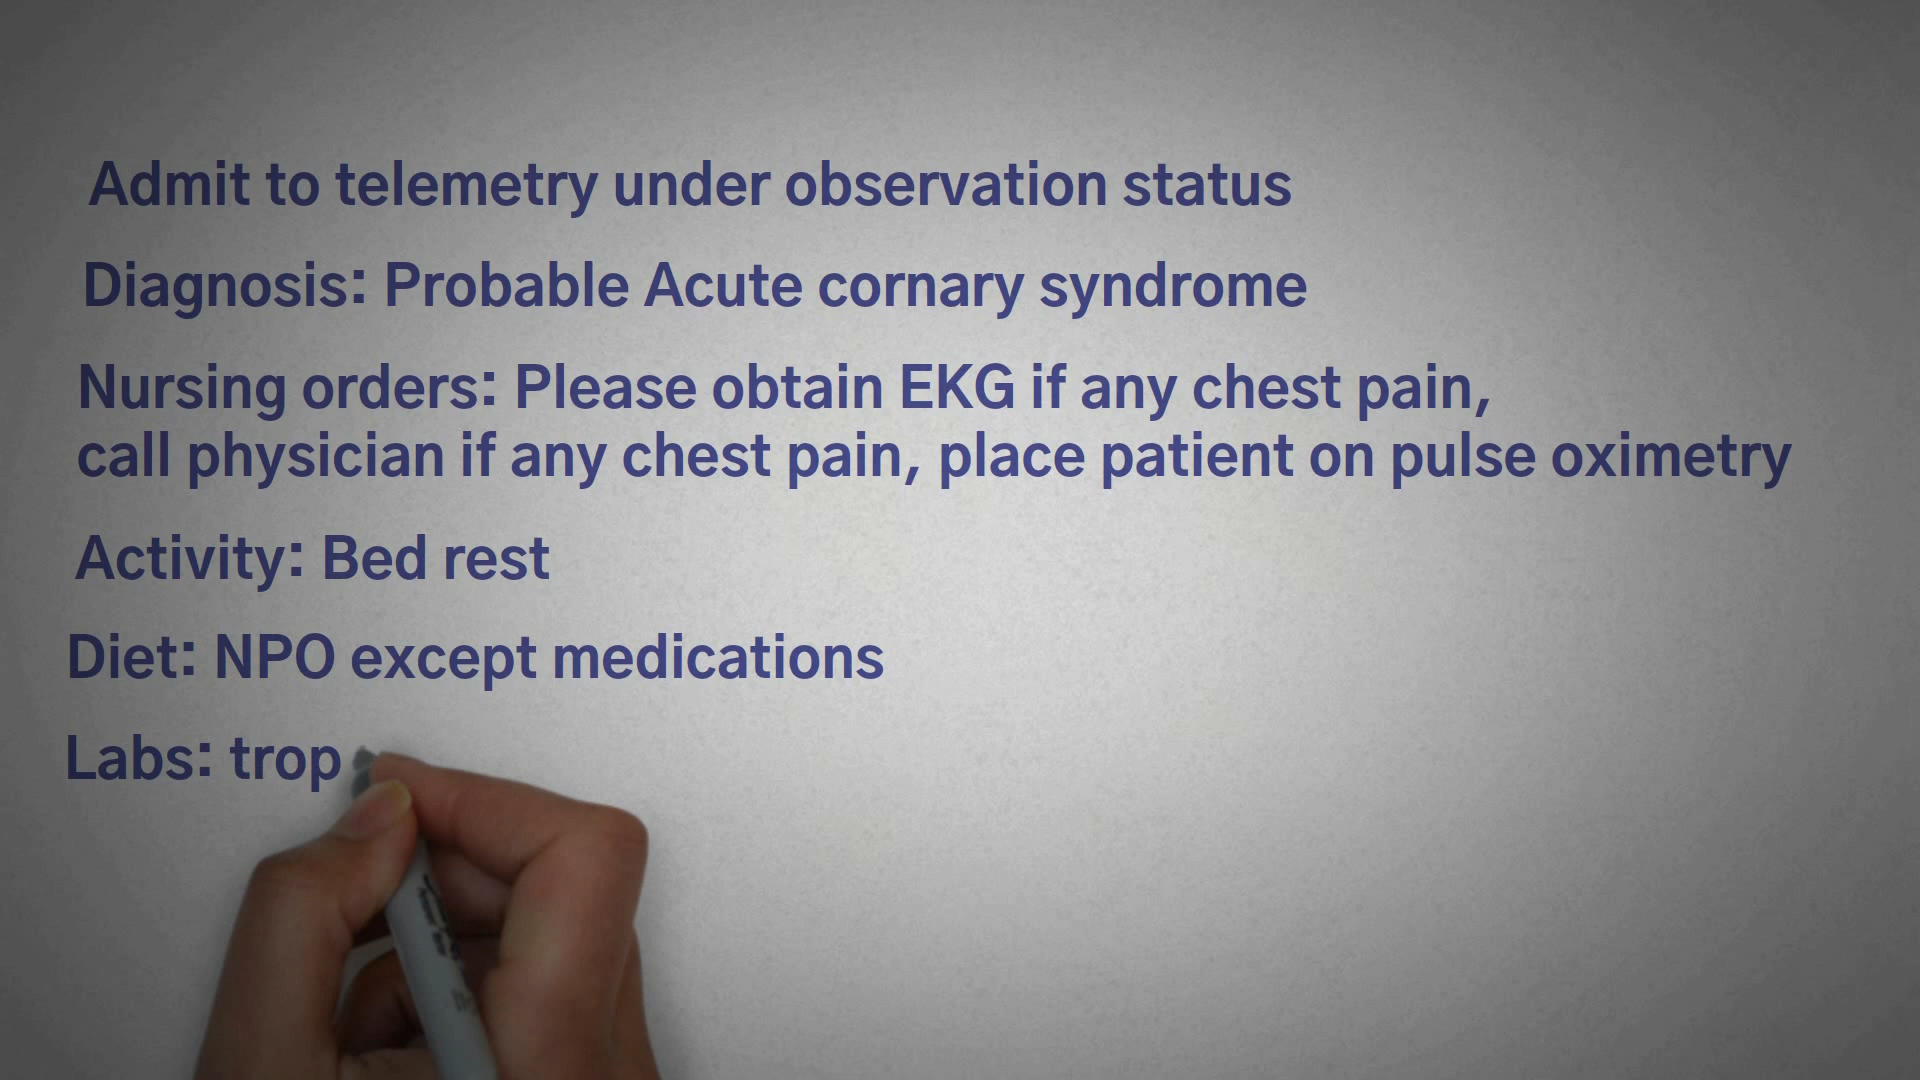 Admit to telemetry under observation status
Diagnosis: Probable Acute cornary syndrome
Nursing orders: Please obtain EKG if any chest pain,
call physician if any chest pain, place patient on pulse oximetry
Activity: Bed rest
Diet: NPO except medications
Labs: trop